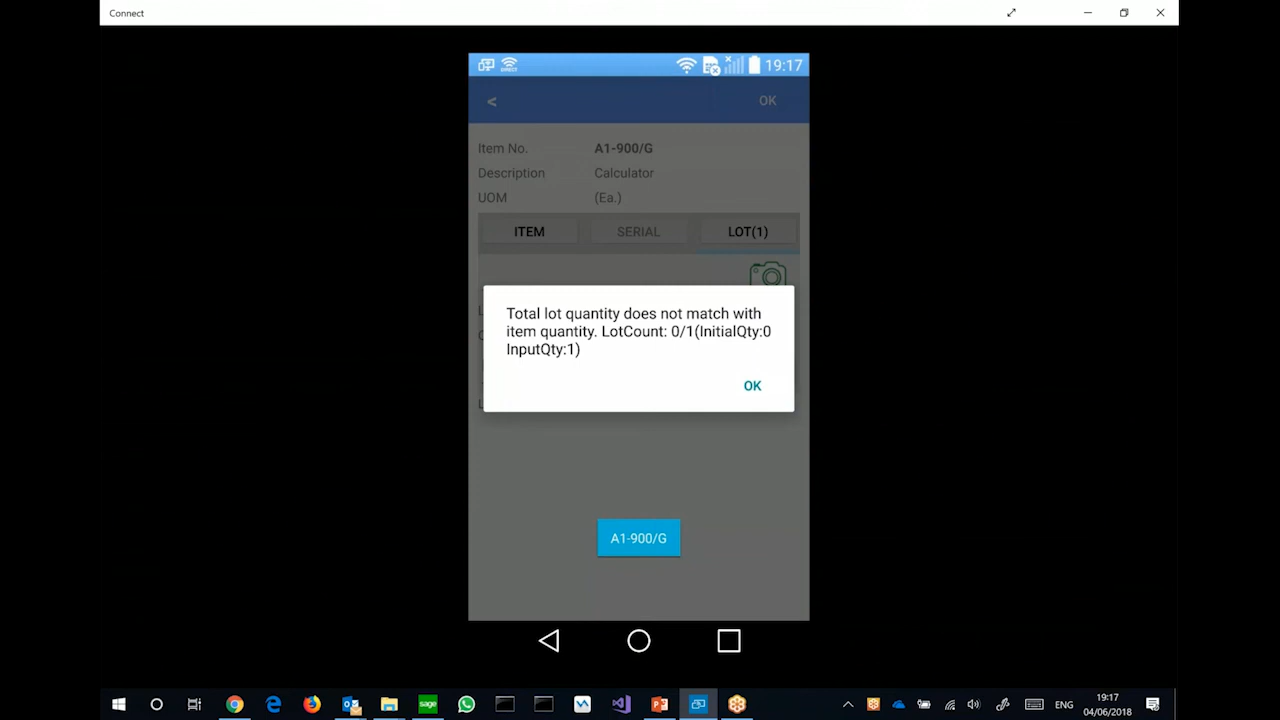 Connect
DIRECT
19:17
<
OK
Item No. A1-900/G
Description Calculator
UOM (Ea.)
ITEM SERIAL LOT(1)
Total lot quantity does not match with
item quantity. LotCount: 0/1(InitialQty:0
InputQty:1)
OK
A1-900/G
sage
ENG
19:17
04/06/2018